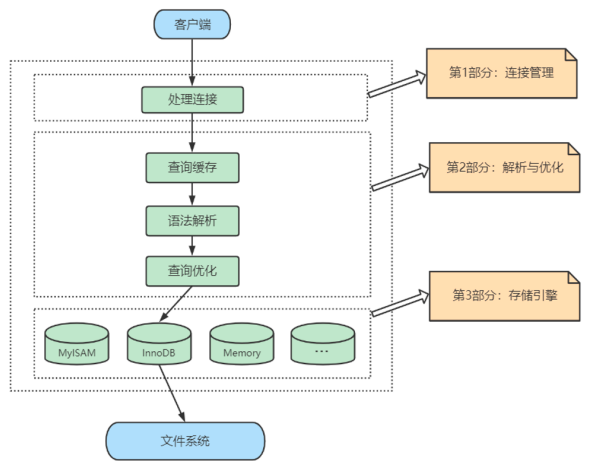 客户端
处理连接
第1部分：连接管理
查询缓存
第2部分：解析与优化
语法解析
查询优化
第3部分：存储引擎
MyISAM
InnoDB
Memory
...
文件系统